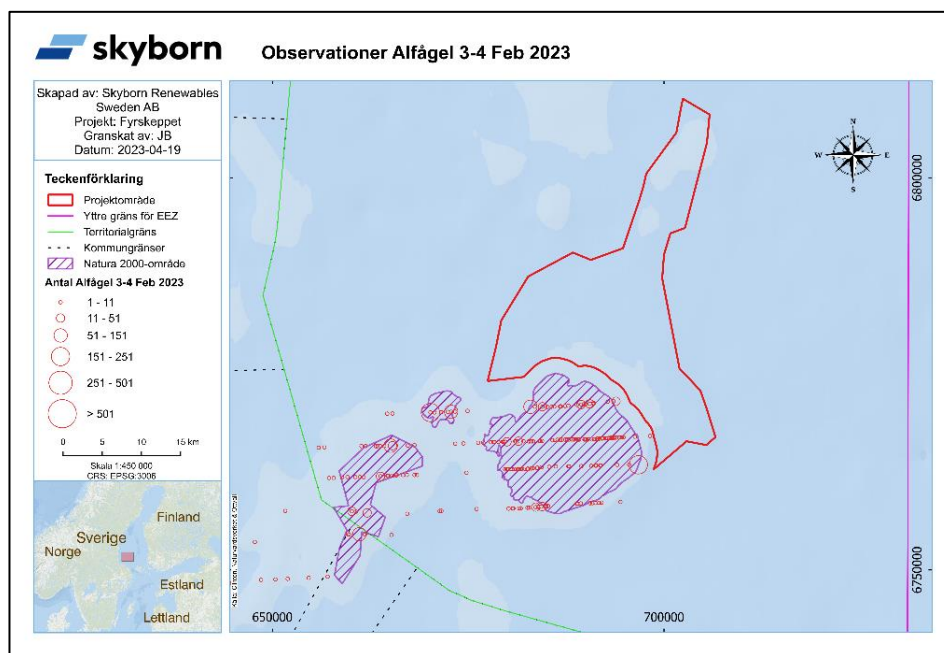 skyborn
Observationer Alfågel 3-4 Feb 2023
Skapad av: Skyborn Renewables
Sweden AB
Projekt: Fyrskeppet
Granskat av: JB
Datum: 2023-04-19
Teckenförklaring
Projektområde
Yttre gräns för EEZ
Territorialgräns
Kommungränser
Natura 2000-område
Antal Alfågel 3-4 Feb 2023
1 - 11
11 - 51
51 - 151
151 - 251
251 - 501
> 501
0 5 10 15 km
Skala 1:450 000
CRS: EPSG:3006
Finland
Sverige
Norge
Estland
Lettland
N
W E
S
6800000
6750000
650000
700000